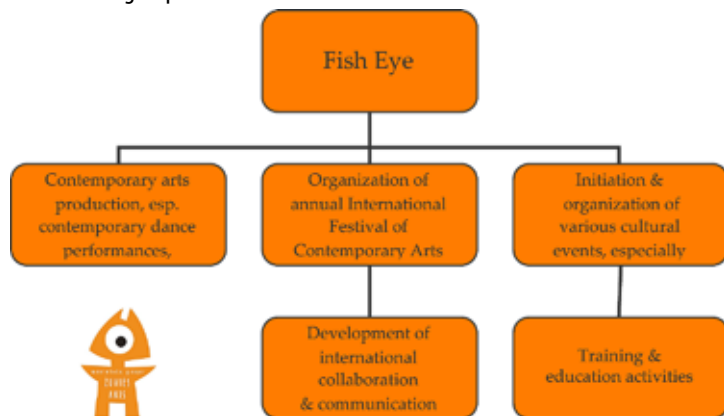 Fish Eye
Contemporary arts
production, esp.
contemporary dance
performances,
Organization of
annual International
Festival of
Contemporary Arts
Initiation &
organization of
various cultural
events, especially
Development of
international
collaboration
& communication
Training &
education activities